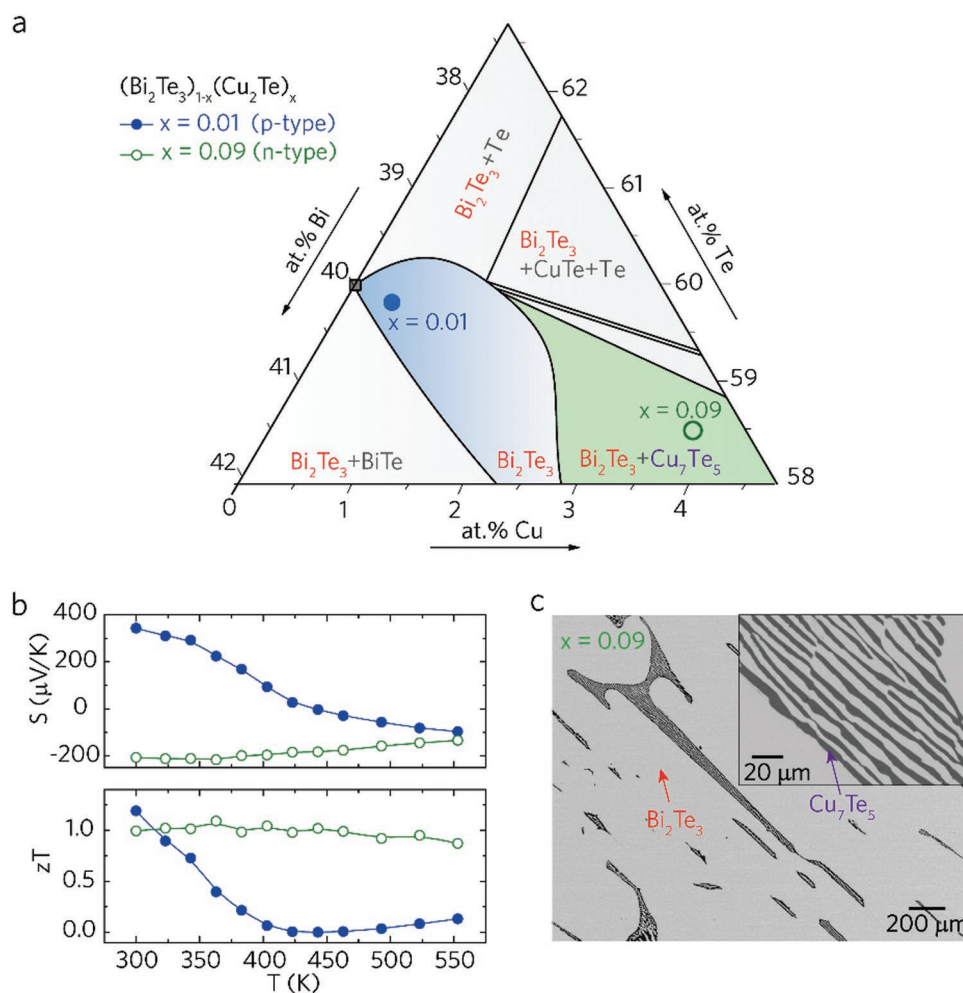 a
(Bi₂Te₃)₁₋ₓ(Cu₂Te)ₓ
x = 0.01 (p-type)
x = 0.09 (n-type)
38
62
39
61
at.% Bi
at.% Te
Bi₂Te₃+Te
Bi₂Te₃
+CuTe+Te
40
60
x = 0.01
41
59
x = 0.09
Bi₂Te₃+BiTe
Bi₂Te₃
Bi₂Te₃+Cu₇Te₅
42
58
0
1
2
3
4
at.% Cu
b
400
200
0
-200
S (μV/K)
1.0
0.5
0.0
zT
300
350
400
450
500
550
T (K)
c
x = 0.09
20 μm
Cu₇Te₅
Bi₂Te₃
200 μm